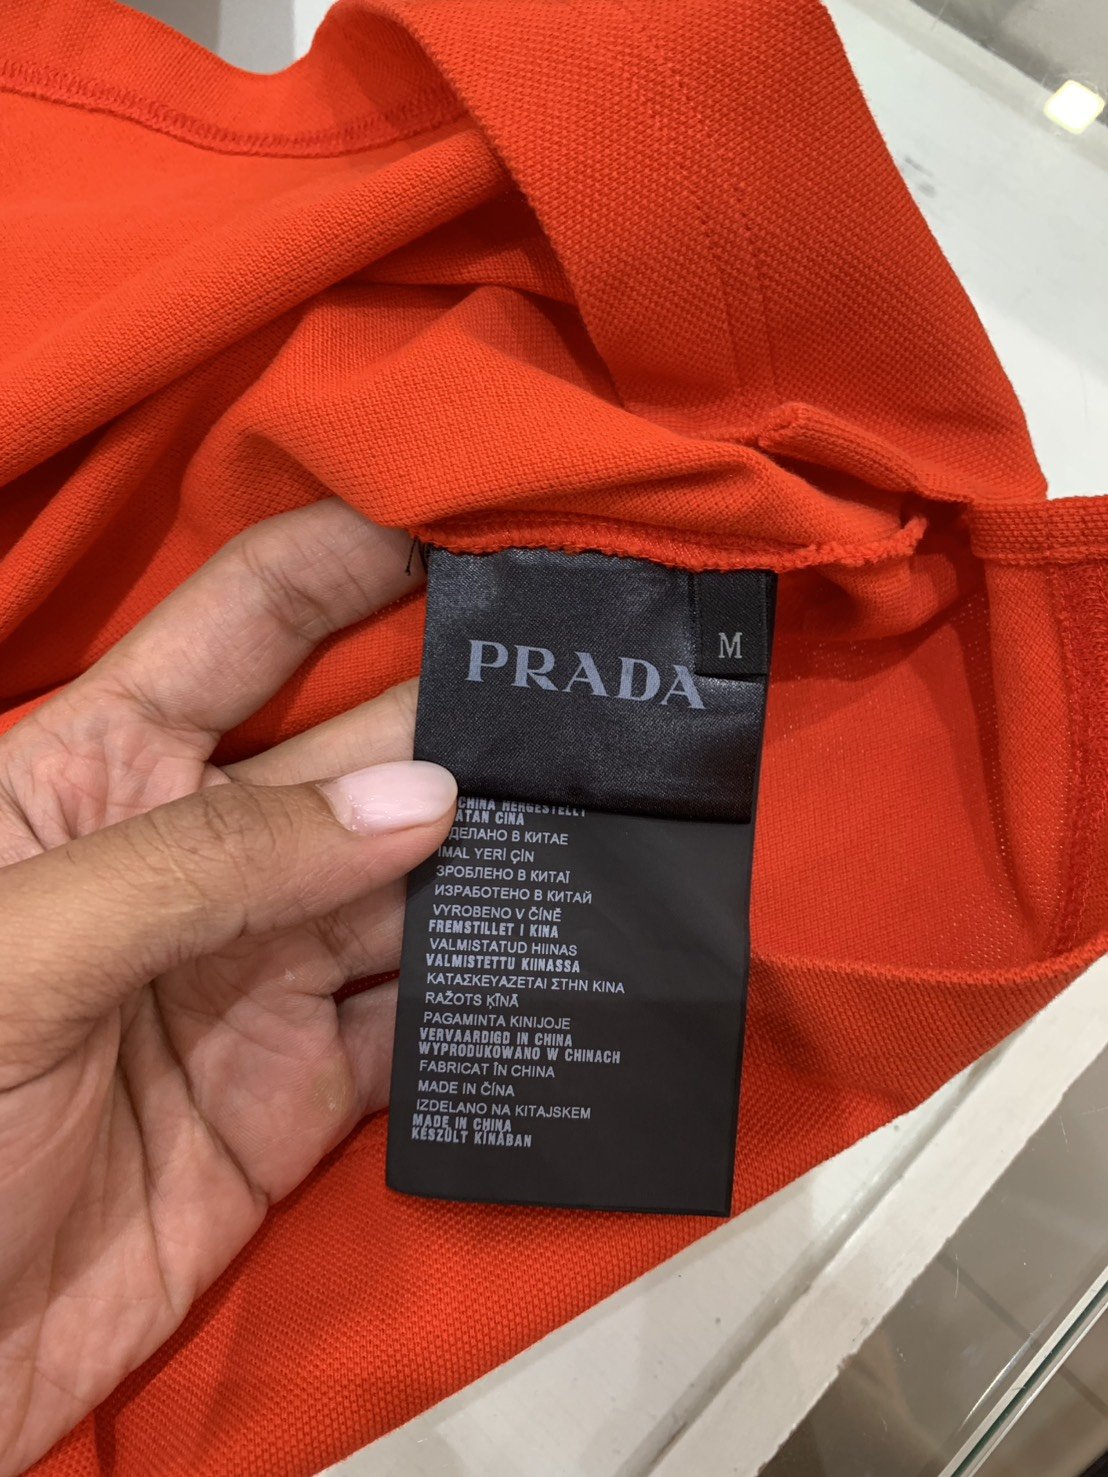 PRADA
M
CHINA HERGESTELLT
ATAN CINA
ДЕЛАНО В КИТАЕ
IMAL YERİ ÇİN
ЗРОБЛЕНО В КИТАЇ
ИЗРАБОТЕНО В КИТАЙ
VYROBENO V ČÍNĚ
FREMSTILLET I KINA
VALMISTATUD HIINAS
VALMISTETTU KIINASSA
ΚΑΤΑΣΚΕΥΑΖΕΤΑΙ ΣΤΗΝ ΚΙΝΑ
RAŽOTS ĶĪNĀ
PAGAMINTA KINIJOJE
VERVAARDIGD IN CHINA
WYPRODUKOWANO W CHINACH
FABRICAT ÎN CHINA
MADE IN ČÍNA
IZDELANO NA KITAJSKEM
MADE IN CHINA
KÉSZÜLT KÍNÁBAN